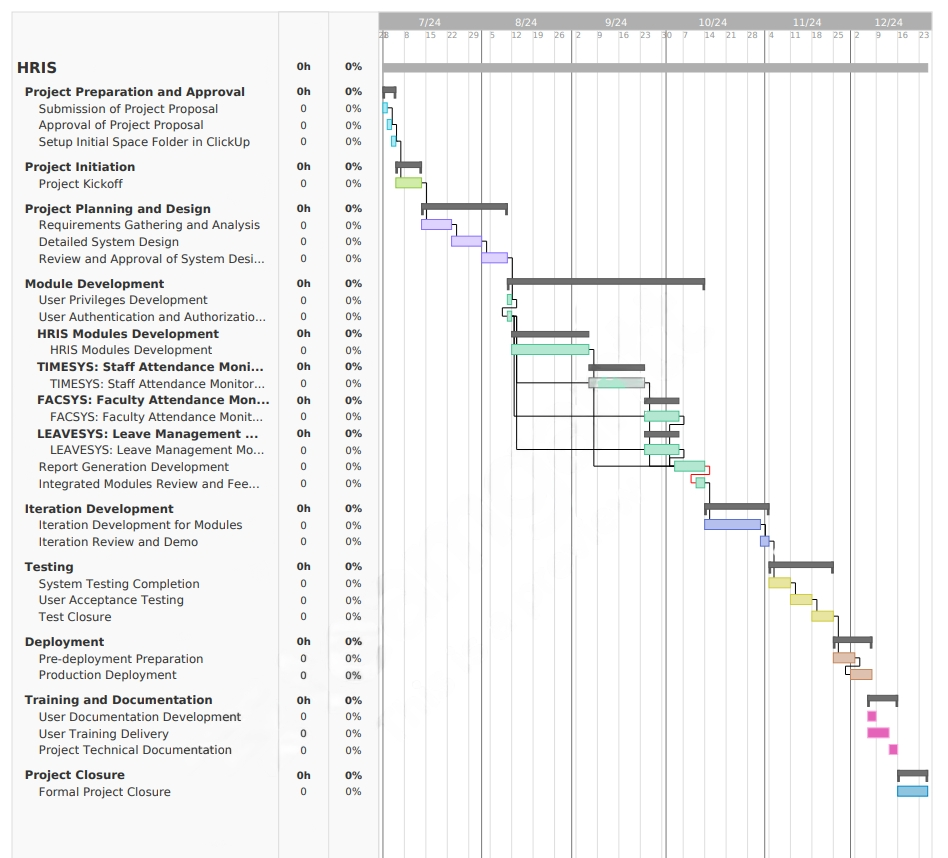 7/24 8/24 9/24 10/24 11/24 12/24
8 15 22 29 5 12 19 26 2 9 16 23 7 14 21 28 4 11 18 25 2 9 16 23
HRIS 0h 0%
Project Preparation and Approval 0h 0%
Submission of Project Proposal 0 0%
Approval of Project Proposal 0 0%
Setup Initial Space Folder in ClickUp 0 0%
Project Initiation 0h 0%
Project Kickoff 0 0%
Project Planning and Design 0h 0%
Requirements Gathering and Analysis 0 0%
Detailed System Design 0 0%
Review and Approval of System Desi... 0 0%
Module Development 0h 0%
User Privileges Development 0 0%
User Authentication and Authorizatio... 0 0%
HRIS Modules Development 0h 0%
HRIS Modules Development 0 0%
TIMESYS: Staff Attendance Moni... 0h 0%
TIMESYS: Staff Attendance Monitor... 0 0%
FACSYS: Faculty Attendance Mon... 0h 0%
FACSYS: Faculty Attendance Monit... 0 0%
LEAVESYS: Leave Management ... 0h 0%
LEAVESYS: Leave Management Mo... 0 0%
Report Generation Development 0 0%
Integrated Modules Review and Fee... 0 0%
Iteration Development 0h 0%
Iteration Development for Modules 0 0%
Iteration Review and Demo 0 0%
Testing 0h 0%
System Testing Completion 0 0%
User Acceptance Testing 0 0%
Test Closure 0 0%
Deployment 0h 0%
Pre-deployment Preparation 0 0%
Production Deployment 0 0%
Training and Documentation 0h 0%
User Documentation Development 0 0%
User Training Delivery 0 0%
Project Technical Documentation 0 0%
Project Closure 0h 0%
Formal Project Closure 0 0%